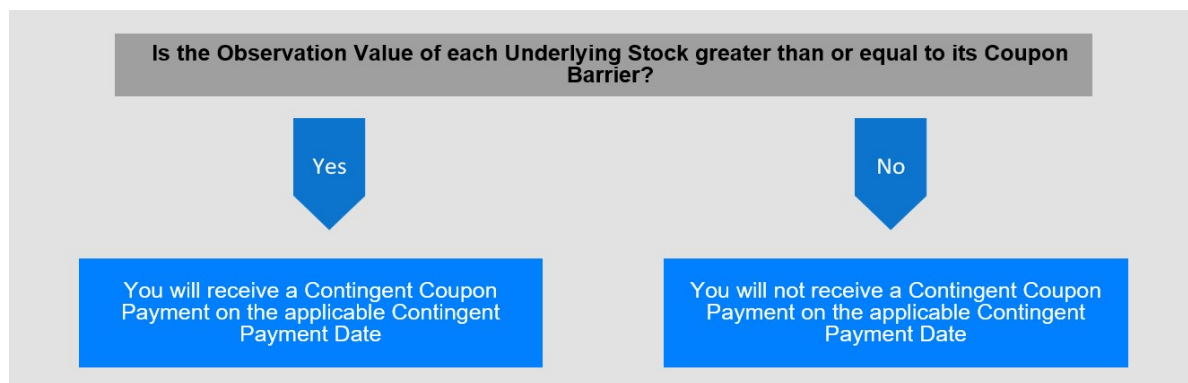 Is the Observation Value of each Underlying Stock greater than or equal to its Coupon
Barrier?
Yes
No
You will receive a Contingent Coupon
Payment on the applicable Contingent
Payment Date
You will not receive a Contingent Coupon
Payment on the applicable Contingent
Payment Date